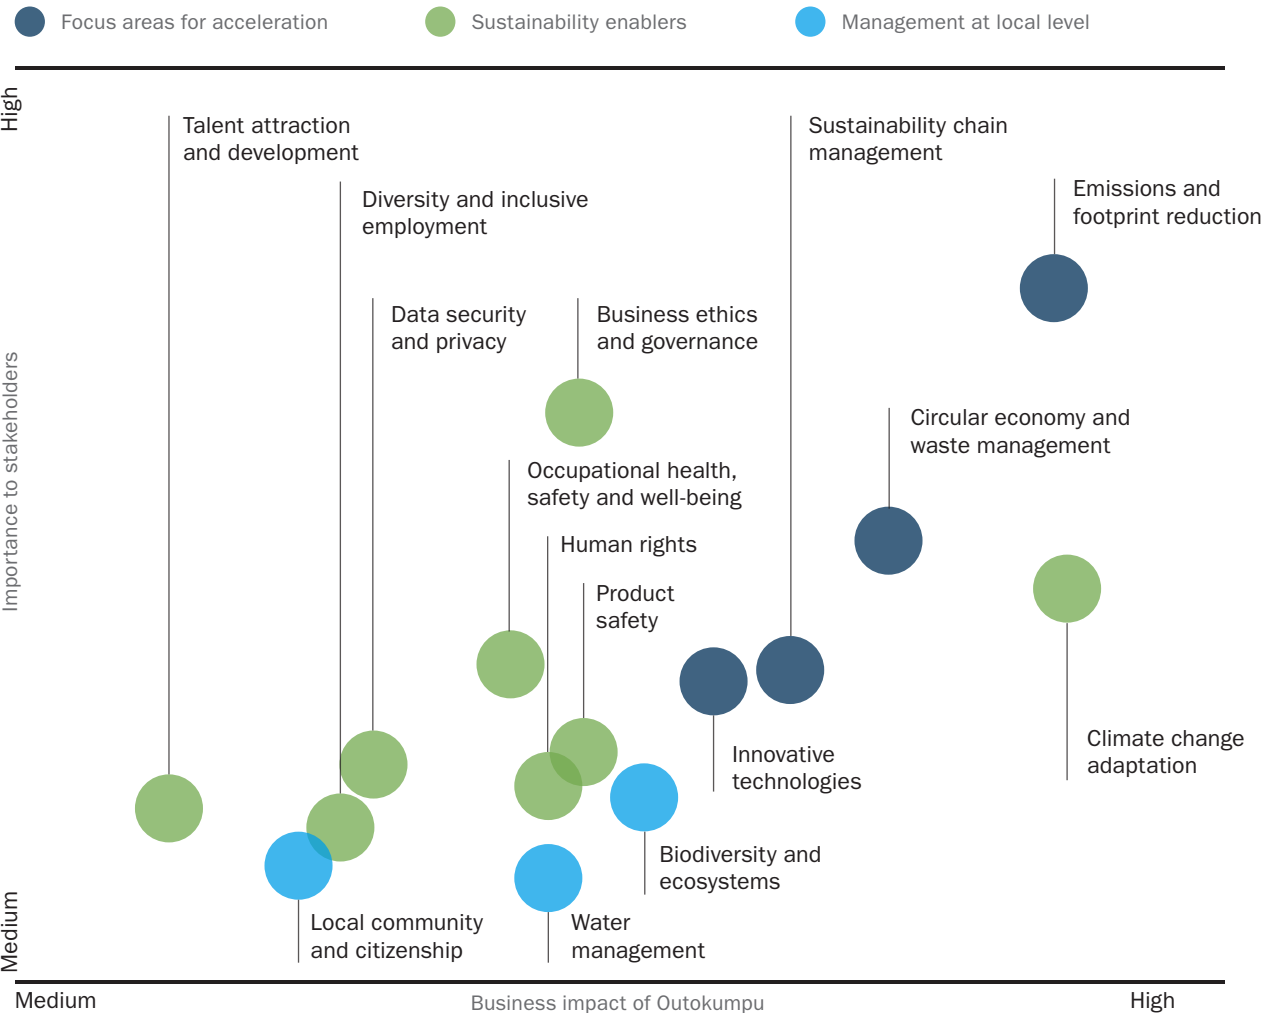 Focus areas for acceleration
Sustainability enablers
Management at local level
High
Talent attraction
and development
Sustainability chain
management
Diversity and inclusive
employment
Emissions and
footprint reduction
Data security
and privacy
Business ethics
and governance
Importance to stakeholders
Circular economy and
waste management
Occupational health,
safety and well-being
Human rights
Product
safety
Innovative
technologies
Climate change
adaptation
Biodiversity and
ecosystems
Local community
and citizenship
Water
management
Medium
Medium
Business impact of Outokumpu
High